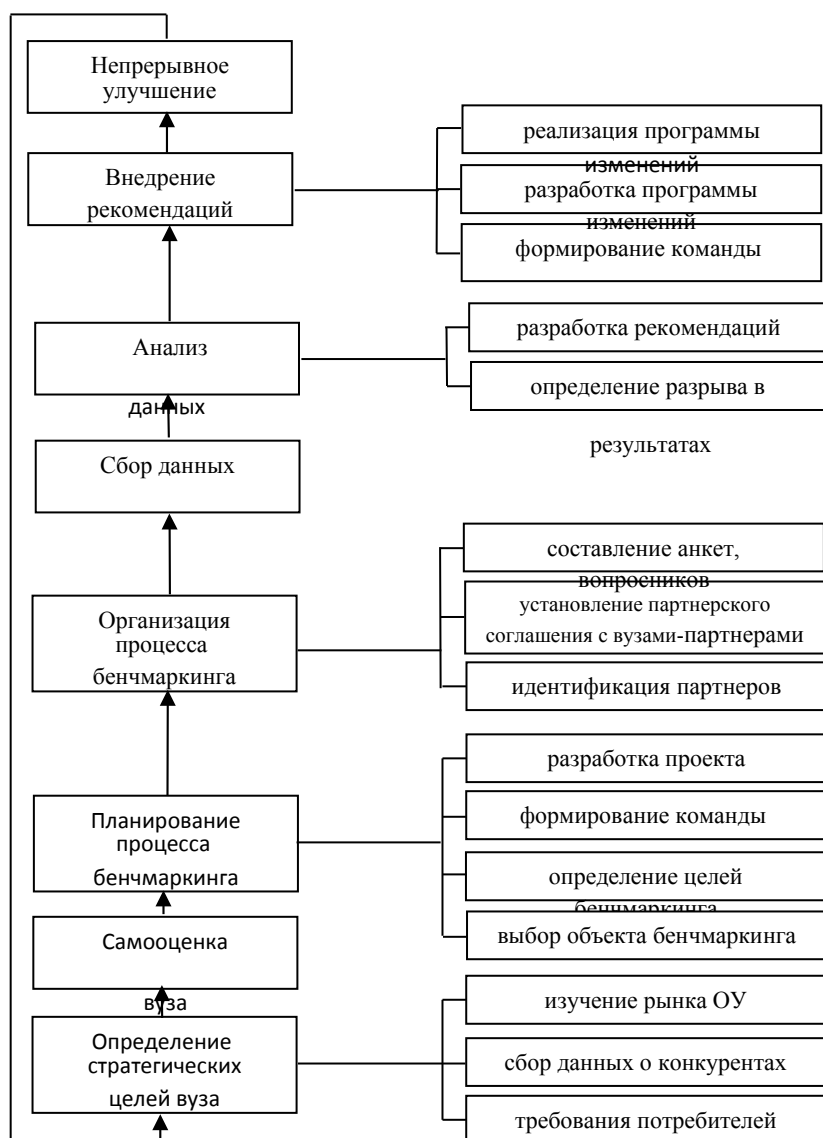 Непрерывное
улучшение
реализация программы
изменений
Внедрение
рекомендаций
разработка программы
изменений
формирование команды
Анализ
данных
разработка рекомендаций
определение разрыва в
результатах
Сбор данных
Организация
процесса
бенчмаркинга
составление анкет,
вопросников
установление партнерского
соглашения с вузами-партнерами
идентификация партнеров
Планирование
процесса
бенчмаркинга
разработка проекта
формирование команды
определение целей
бенчмаркинга
выбор объекта бенчмаркинга
Самооценка
вуза
Определение
стратегических
целей вуза
изучение рынка ОУ
сбор данных о конкурентах
требования потребителей